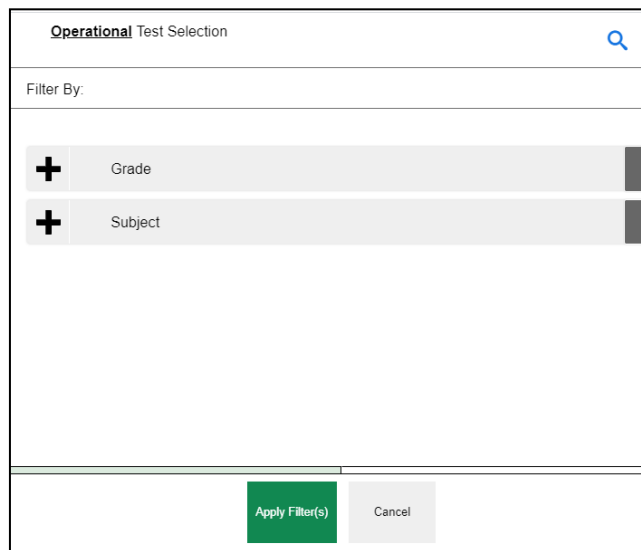 Operational Test Selection
Filter By:
Grade
Subject
Apply Filter(s) Cancel